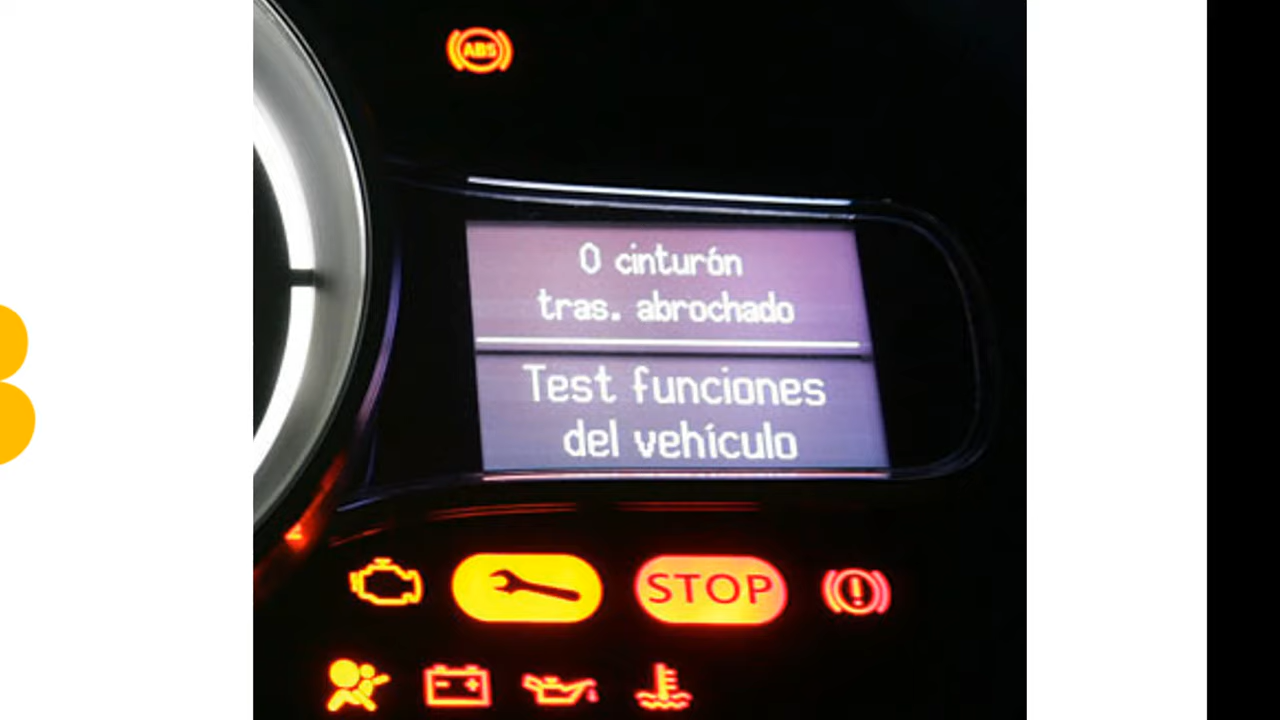 ABS
0 cinturón
tras. abrochado
Test funciones
del vehículo
STOP